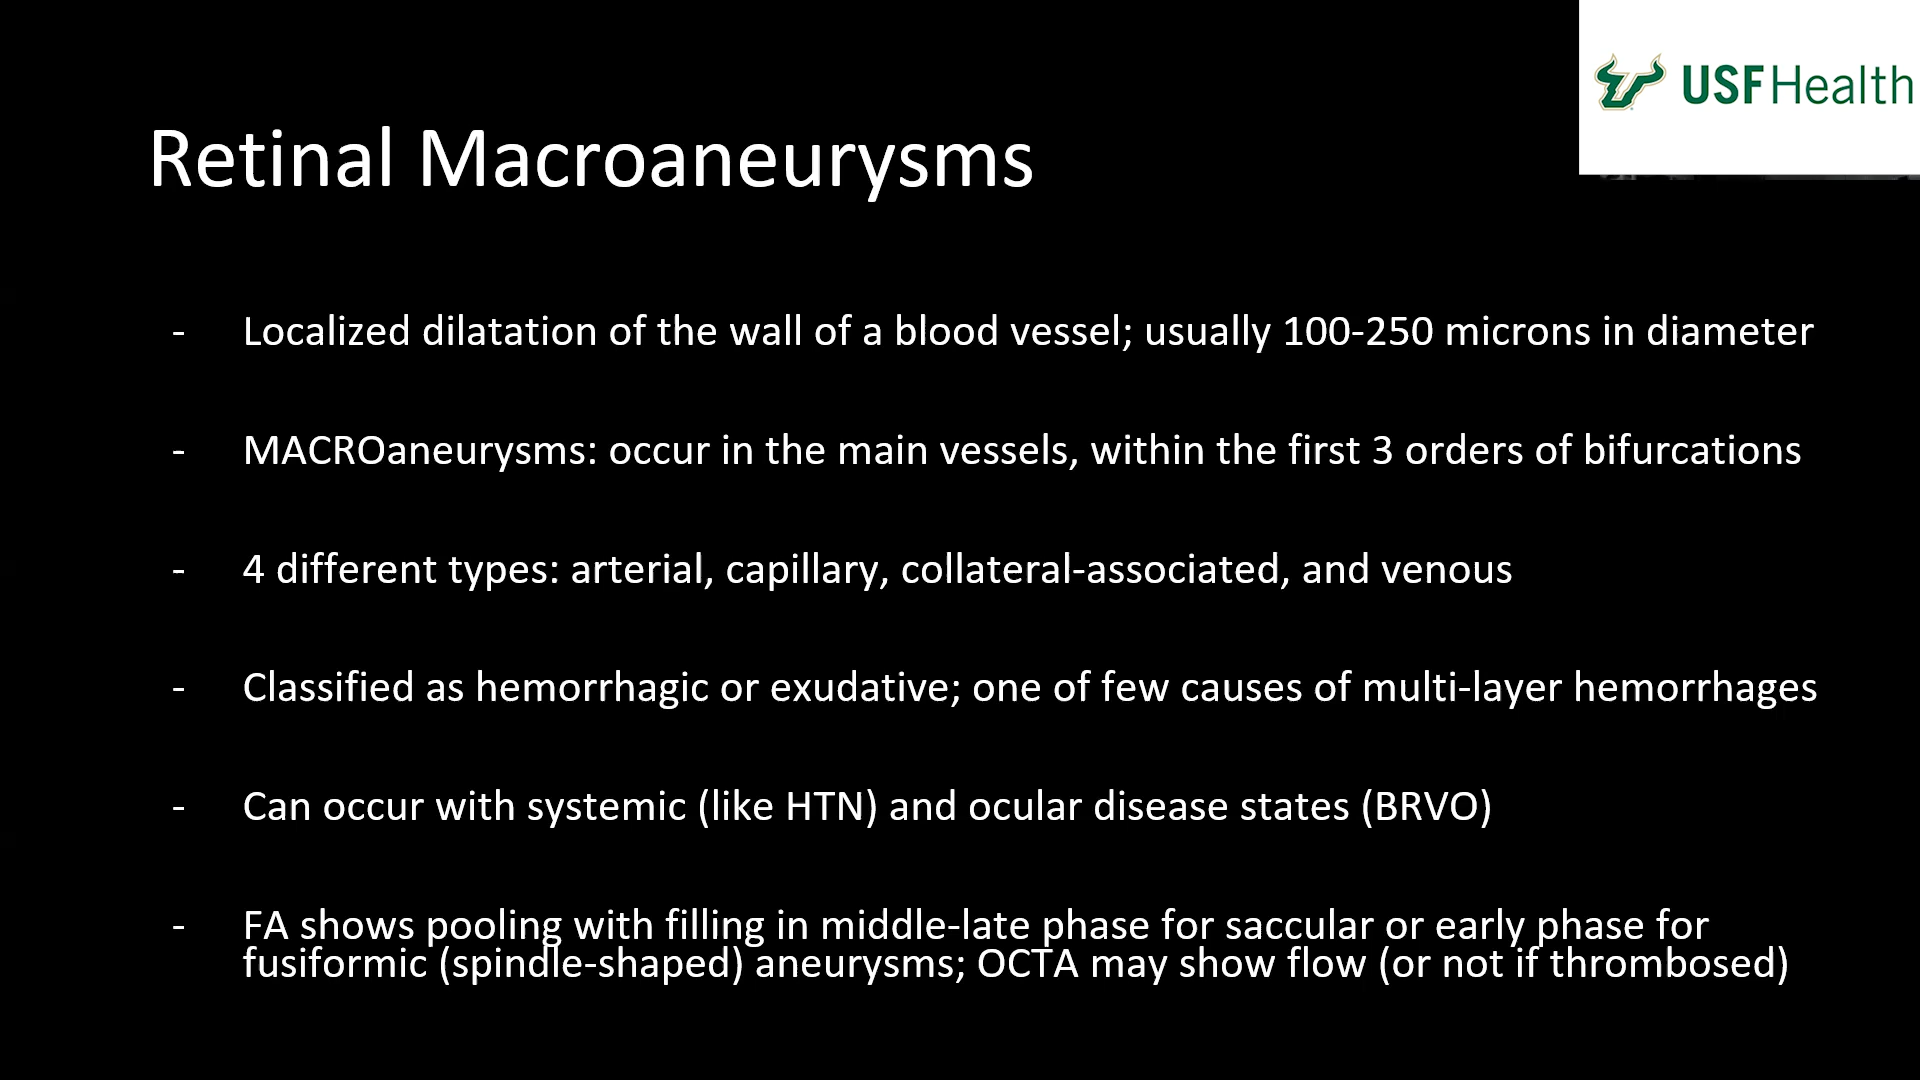 USF Health
Retinal Macroaneurysms
- Localized dilatation of the wall of a blood vessel; usually 100-250 microns in diameter
- MACROaneurysms: occur in the main vessels, within the first 3 orders of bifurcations
- 4 different types: arterial, capillary, collateral-associated, and venous
- Classified as hemorrhagic or exudative; one of few causes of multi-layer hemorrhages
- Can occur with systemic (like HTN) and ocular disease states (BRVO)
- FA shows pooling with filling in middle-late phase for saccular or early phase for
fusiformic (spindle-shaped) aneurysms; OCTA may show flow (or not if thrombosed)